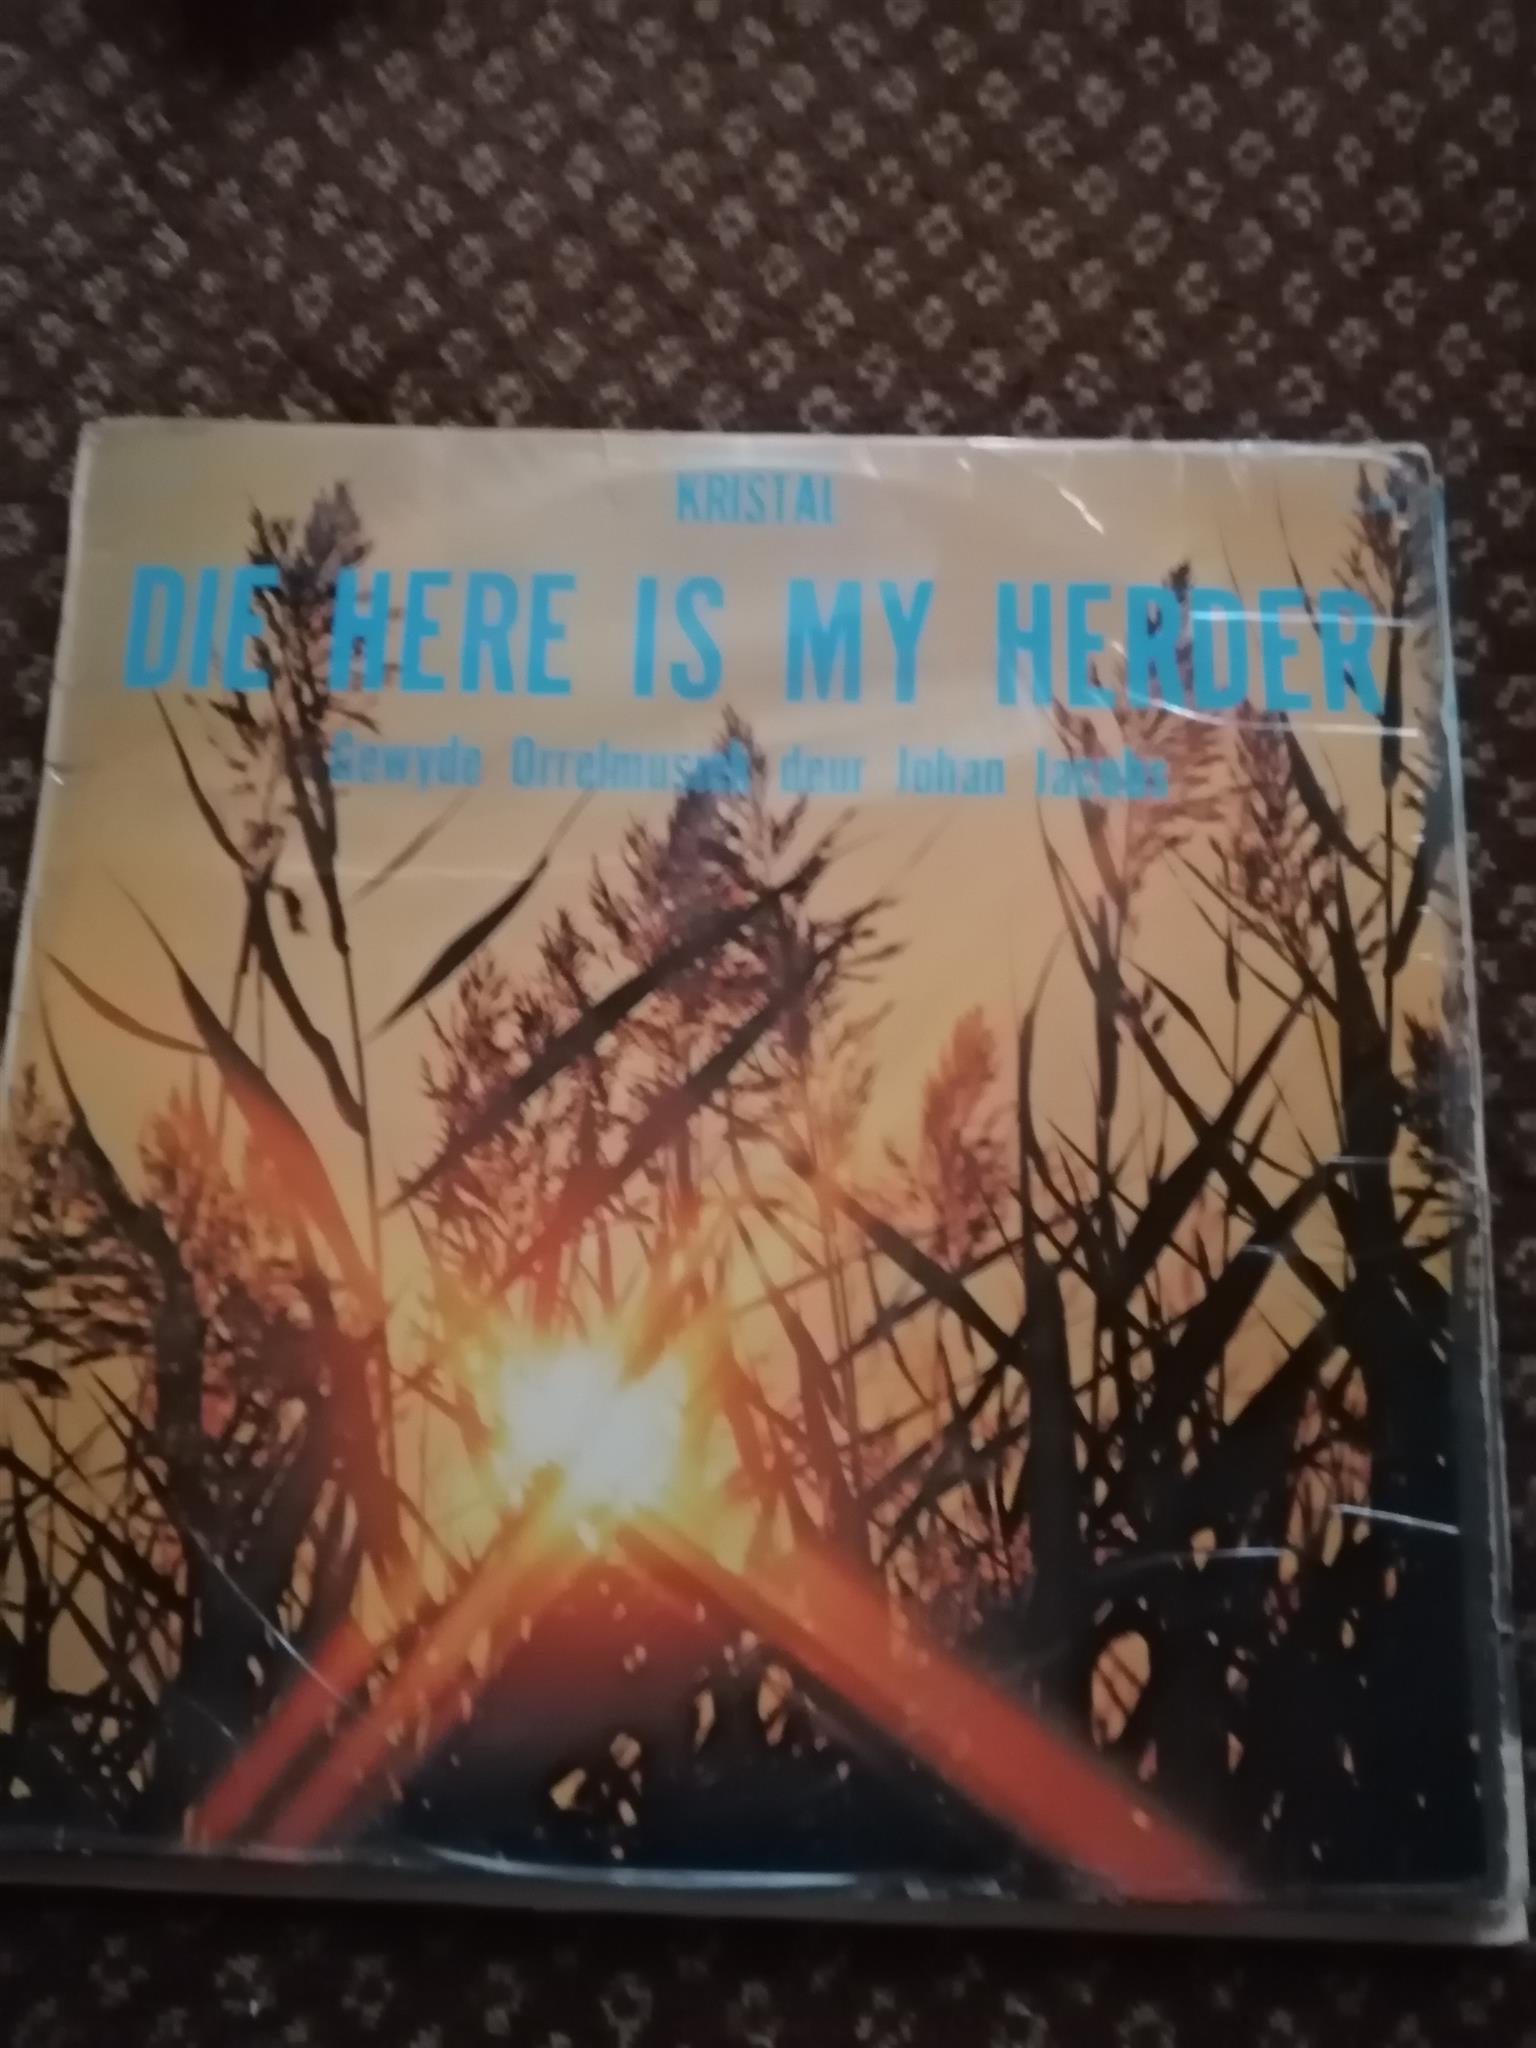 KRISTAL
DIE HERE IS MY HERDER
Gewyde Orrelmusiek deur Johan Jacobs